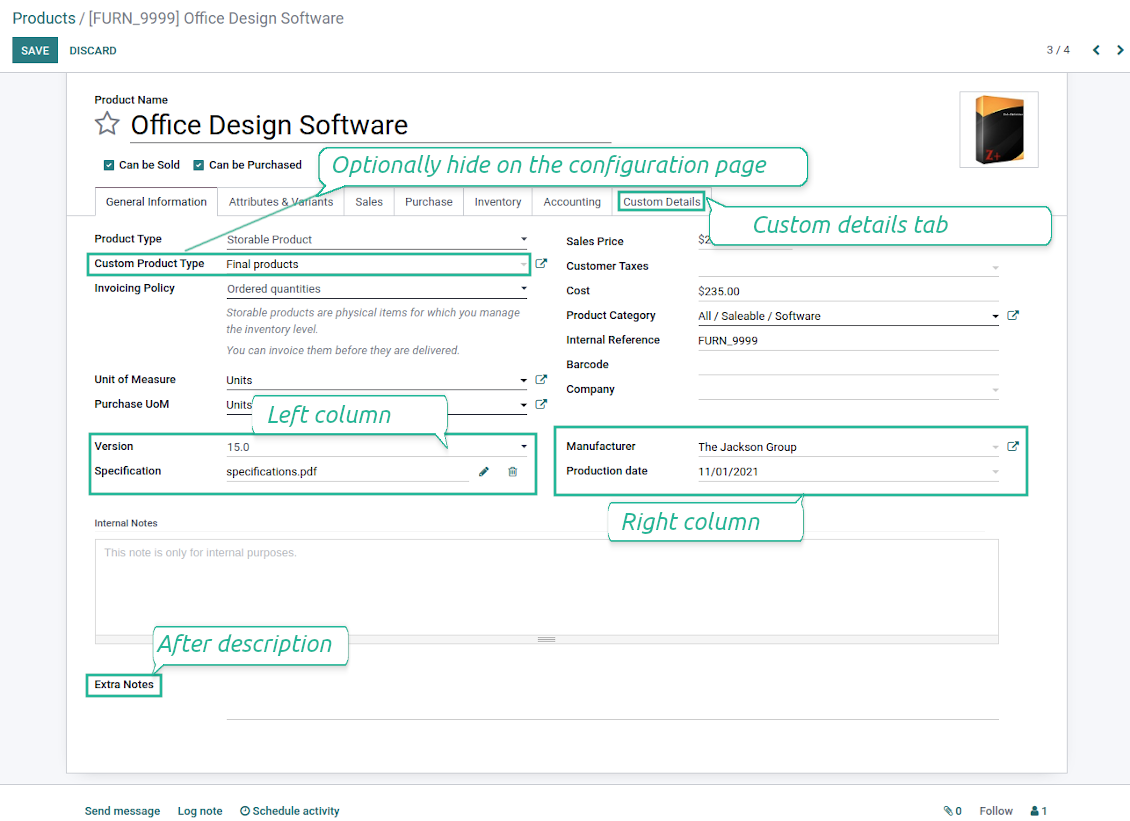 Products / [FURN_9999] Office Design Software
SAVE DISCARD 3 / 4
Product Name
Office Design Software
Can be Sold Can be Purchased
Optionally hide on the configuration page
General Information Attributes & Variants Sales Purchase Inventory Accounting Custom Details
Custom details tab
Product Type Storable Product
Sales Price
Custom Product Type Final products
Customer Taxes
Invoicing Policy Ordered quantities
Cost $235.00
Storable products are physical items for which you manage
the inventory level.
Product Category All / Saleable / Software
Internal Reference FURN_9999
You can invoice them before they are delivered.
Barcode
Unit of Measure Units
Company
Purchase UoM Units
Left column
Version 15.0
Manufacturer The Jackson Group
Specification specifications.pdf
Production date 11/01/2021
Right column
Internal Notes
This note is only for internal purposes.
After description
Extra Notes
Send message Log note Schedule activity 0 Follow 1
Z+